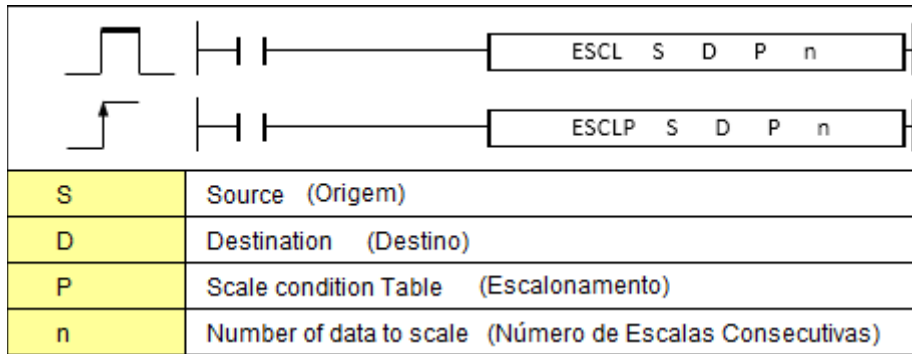 ESCL S D P n
ESCLP S D P n
S Source (Origem)
D Destination (Destino)
P Scale condition Table (Escalonamento)
n Number of data to scale (Número de Escalas Consecutivas)